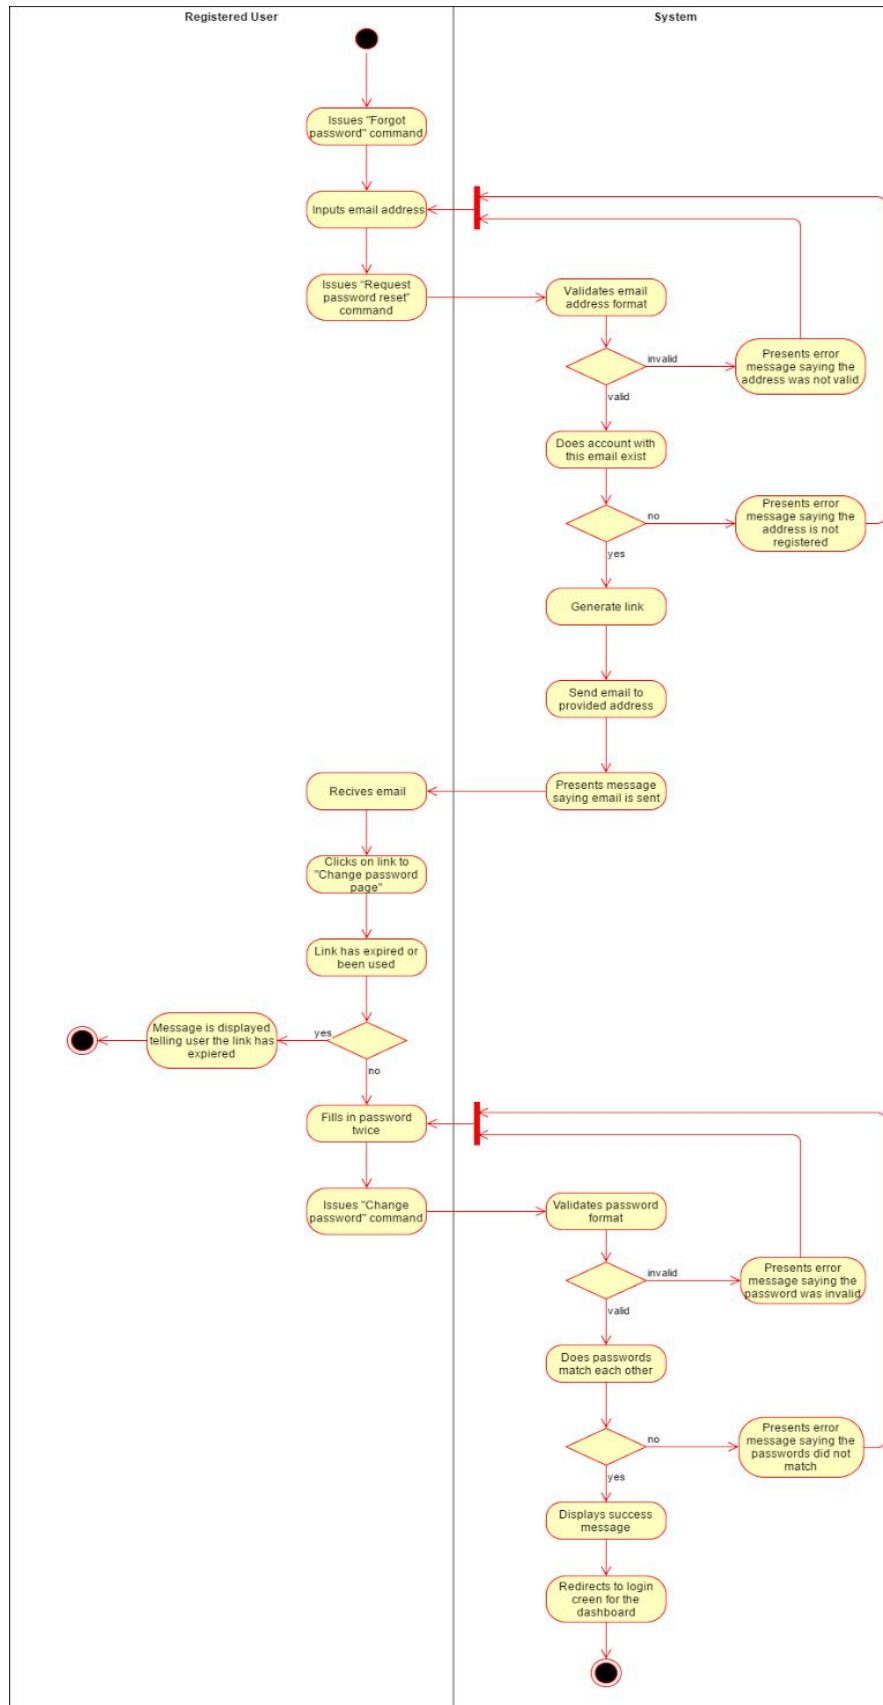 Registered User
System
Issues "Forgot
password" command
Inputs email address
Issues “Request
password reset”
command
Validates email
address format
invalid
Presents error
message saying the
address was not valid
valid
Does account with
this email exist
no
Presents error
message saying the
address is not
registered
yes
Generate link
Send email to
provided address
Presents message
saying email is sent
Recives email
Clicks on link to
"Change password
page"
Link has expired or
been used
yes
Message is displayed
telling user the link has
expiered
no
Fills in password
twice
Issues "Change
password" command
Validates password
format
invalid
Presents error
message saying the
password was invalid
valid
Does passwords
match each other
no
Presents error
message saying the
passwords did not
match
yes
Displays success
message
Redirects to login
creen for the
dashboard